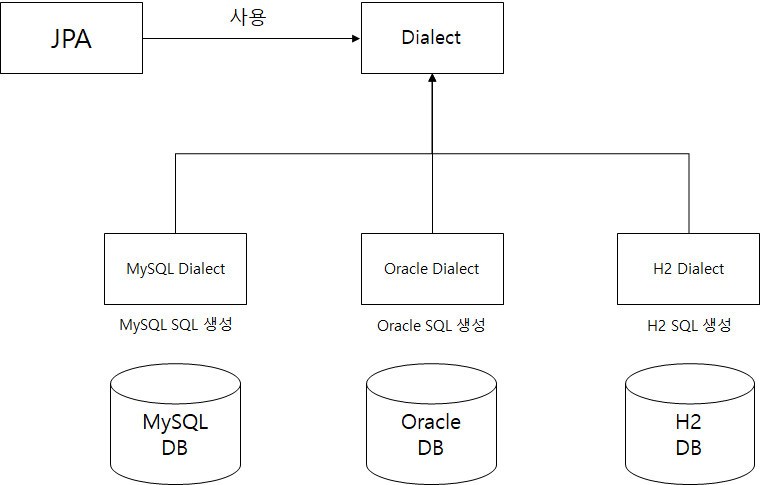 사용
JPA
Dialect
MySQL Dialect
Oracle Dialect
H2 Dialect
MySQL SQL 생성
Oracle SQL 생성
H2 SQL 생성
MySQL
DB
Oracle
DB
H2
DB